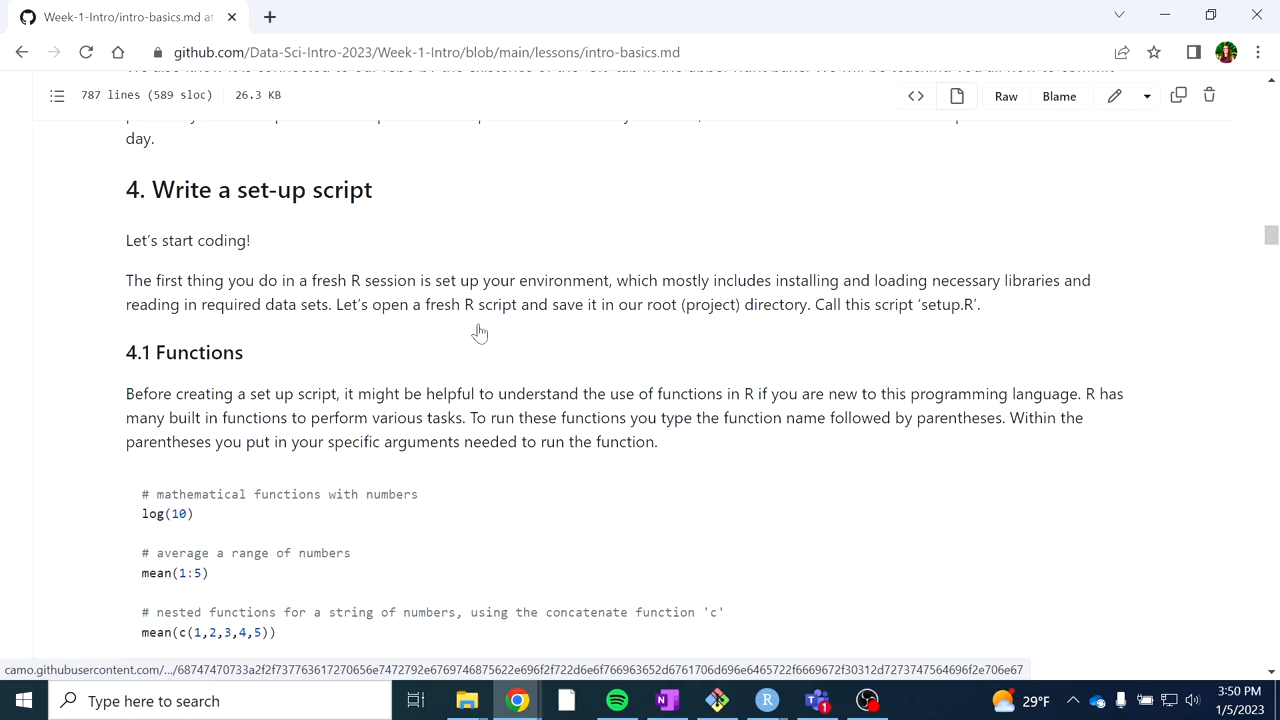 Week-1-Intro/intro-basics.md at
github.com/Data-Sci-Intro-2023/Week-1-Intro/blob/main/lessons/intro-basics.md
787 lines (589 sloc) 26.3 KB
Raw Blame
day.
4. Write a set-up script
Let's start coding!
The first thing you do in a fresh R session is set up your environment, which mostly includes installing and loading necessary libraries and
reading in required data sets. Let's open a fresh R script and save it in our root (project) directory. Call this script 'setup.R'.
4.1 Functions
Before creating a set up script, it might be helpful to understand the use of functions in R if you are new to this programming language. R has
many built in functions to perform various tasks. To run these functions you type the function name followed by parentheses. Within the
parentheses you put in your specific arguments needed to run the function.
# mathematical functions with numbers
log(10)
# average a range of numbers
mean(1:5)
# nested functions for a string of numbers, using the concatenate function 'c'
mean(c(1,2,3,4,5))
camo.githubusercontent.com/.../68747470733a2f2f737763617270656e7472792e6769746875622e696f2f722d6e6f766963652d6761706d696e6465722f6669672f30312d7273747564696f2e706e67
Type here to search
29°F
3:50 PM
1/5/2023